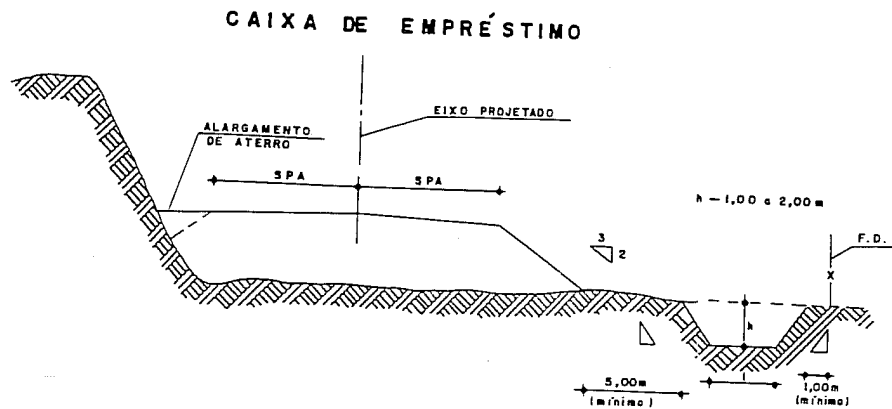 CAIXA DE EMPRÉSTIMO
EIXO PROJETADO
ALARGAMENTO
DE ATERRO
SPA
SPA
h – 1,00 a 2,00 m
F.D.
3
2
X
h
5,00m
(mínimo)
1,00m
(mínimo)